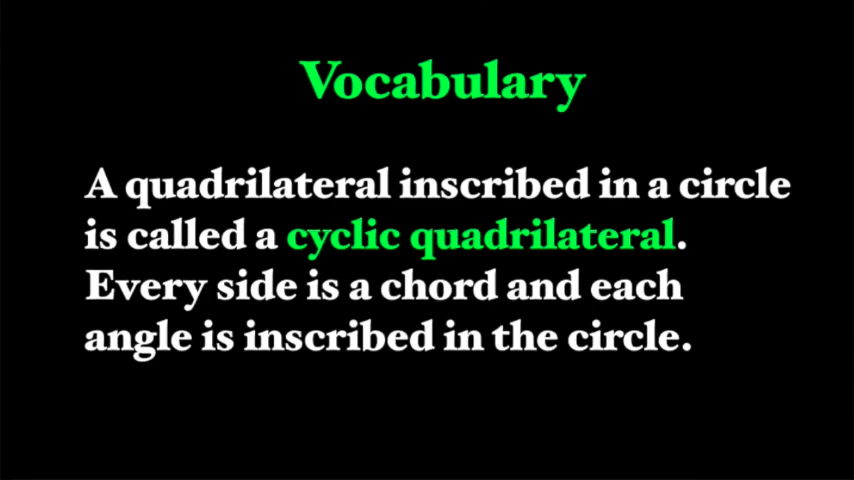 Vocabulary
A quadrilateral inscribed in a circle
is called a cyclic quadrilateral.
Every side is a chord and each
angle is inscribed in the circle.